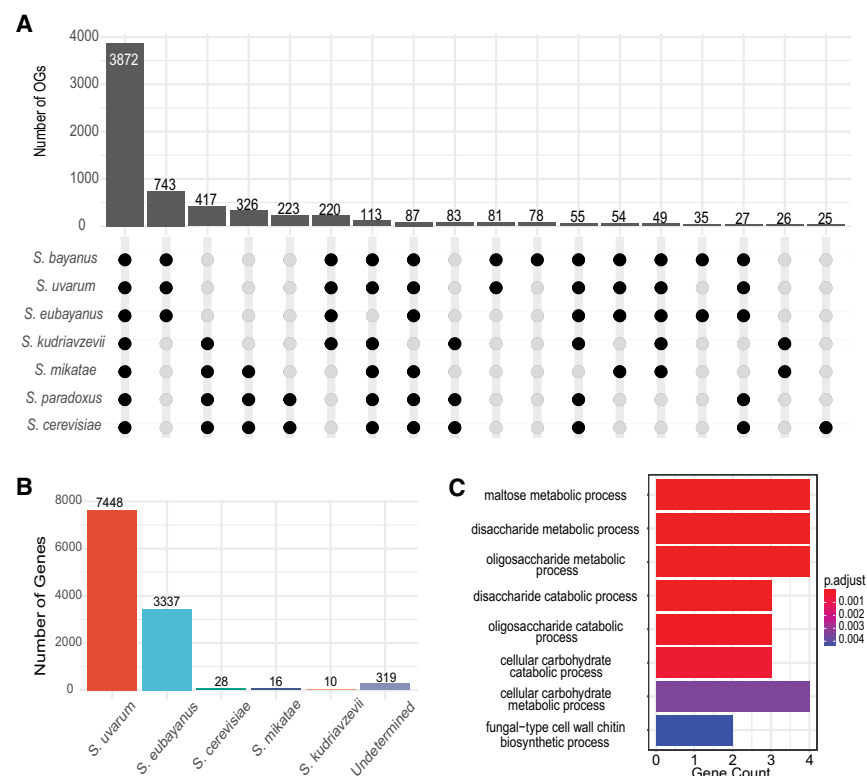 A
Number of OGs
4000
3000
2000
1000
0
3872
743
417
326
223
220
113
87
83
81
78
55
54
49
35
27
26
25
S. bayanus
S. uvarum
S. eubayanus
S. kudriavzevii
S. mikatae
S. paradoxus
S. cerevisiae
B
Number of Genes
8000
6000
4000
2000
0
7448
3337
28
16
10
319
S. uvarum
S. eubayanus
S. cerevisiae
S. mikatae
S. kudriavzevii
Undetermined
C
maltose metabolic process
disaccharide metabolic process
oligosaccharide metabolic
process
disaccharide catabolic process
oligosaccharide catabolic
process
cellular carbohydrate
catabolic process
cellular carbohydrate
metabolic process
fungal-type cell wall chitin
biosynthetic process
0 1 2 3 4
Gene Count
p.adjust
0.001
0.002
0.003
0.004